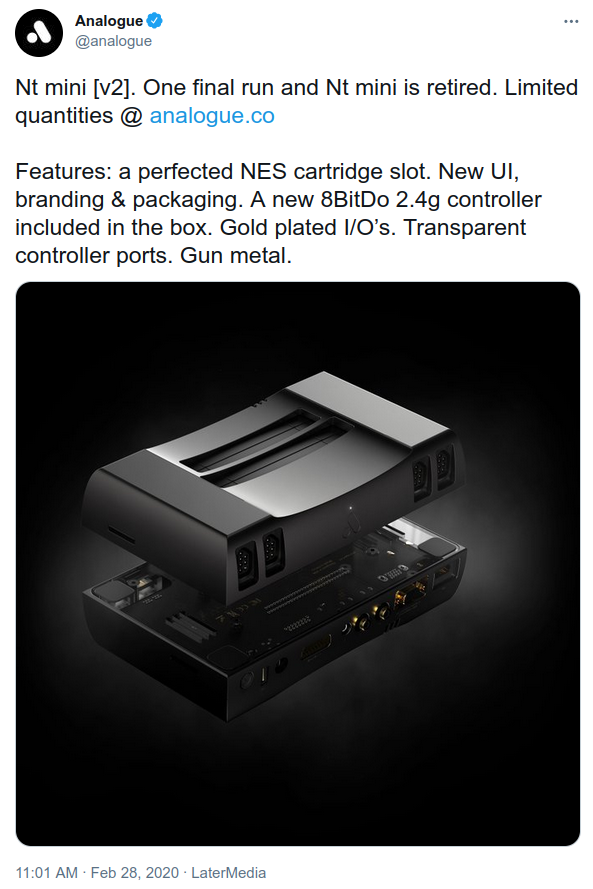 Analogue
@analogue
Nt mini [v2]. One final run and Nt mini is retired. Limited
quantities @ analogue.co
Features: a perfected NES cartridge slot. New UI,
branding & packaging. A new 8BitDo 2.4g controller
included in the box. Gold plated I/O’s. Transparent
controller ports. Gun metal.
11:01 AM · Feb 28, 2020 · LaterMedia